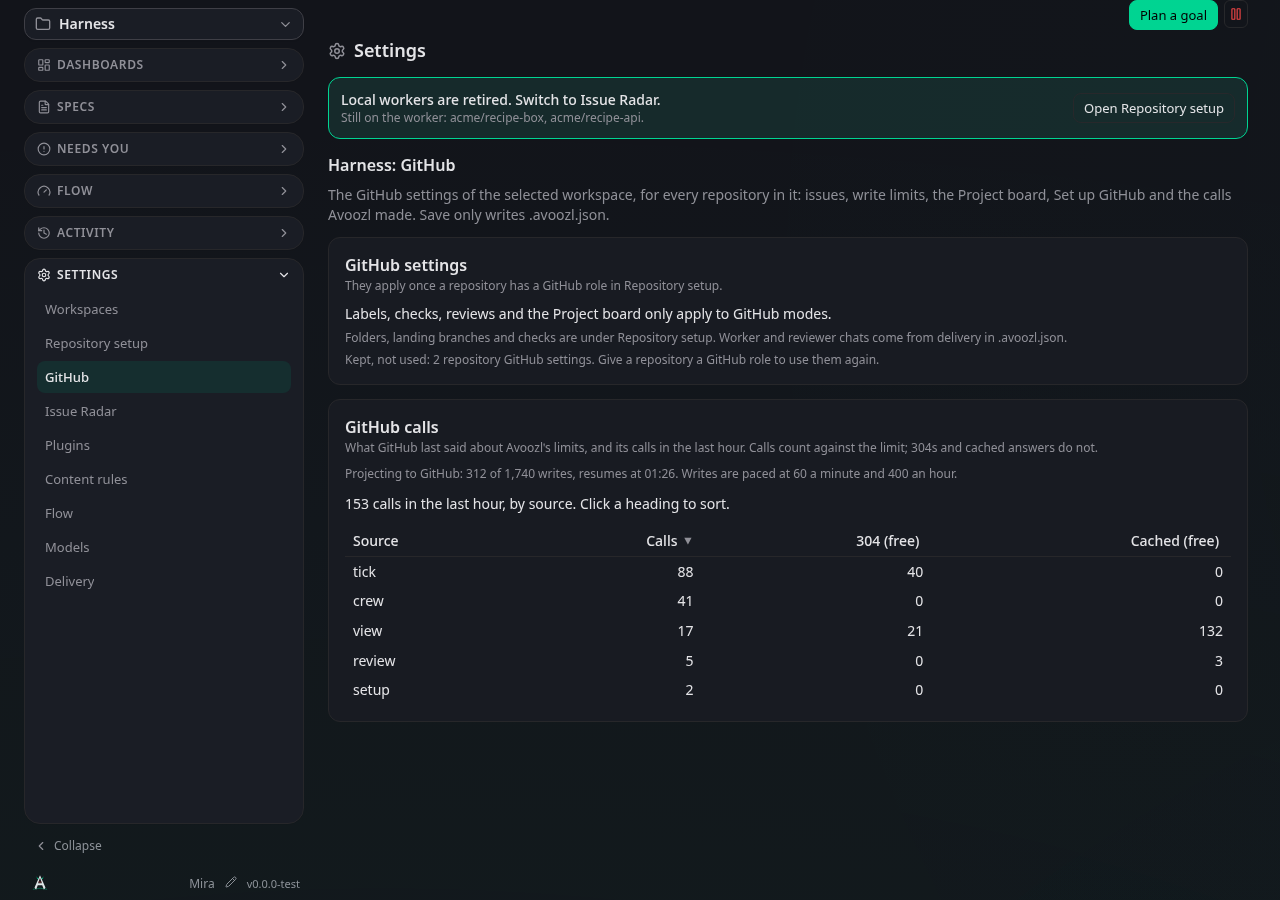 Harness
Plan a goal
DASHBOARDS
SPECS
NEEDS YOU
FLOW
ACTIVITY
SETTINGS
Workspaces
Repository setup
GitHub
Issue Radar
Plugins
Content rules
Flow
Models
Delivery
Collapse
Mira
v0.0.0-test
Settings
Local workers are retired. Switch to Issue Radar.
Still on the worker: acme/recipe-box, acme/recipe-api.
Open Repository setup
Harness: GitHub
The GitHub settings of the selected workspace, for every repository in it: issues, write limits, the Project board, Set up GitHub and the calls
Avoozl made. Save only writes .avoozl.json.
GitHub settings
They apply once a repository has a GitHub role in Repository setup.
Labels, checks, reviews and the Project board only apply to GitHub modes.
Folders, landing branches and checks are under Repository setup. Worker and reviewer chats come from delivery in .avoozl.json.
Kept, not used: 2 repository GitHub settings. Give a repository a GitHub role to use them again.
GitHub calls
What GitHub last said about Avoozl's limits, and its calls in the last hour. Calls count against the limit; 304s and cached answers do not.
Projecting to GitHub: 312 of 1,740 writes, resumes at 01:26. Writes are paced at 60 a minute and 400 an hour.
153 calls in the last hour, by source. Click a heading to sort.
Source Calls ▼ 304 (free) Cached (free)
tick 88 40 0
crew 41 0 0
view 17 21 132
review 5 0 3
setup 2 0 0